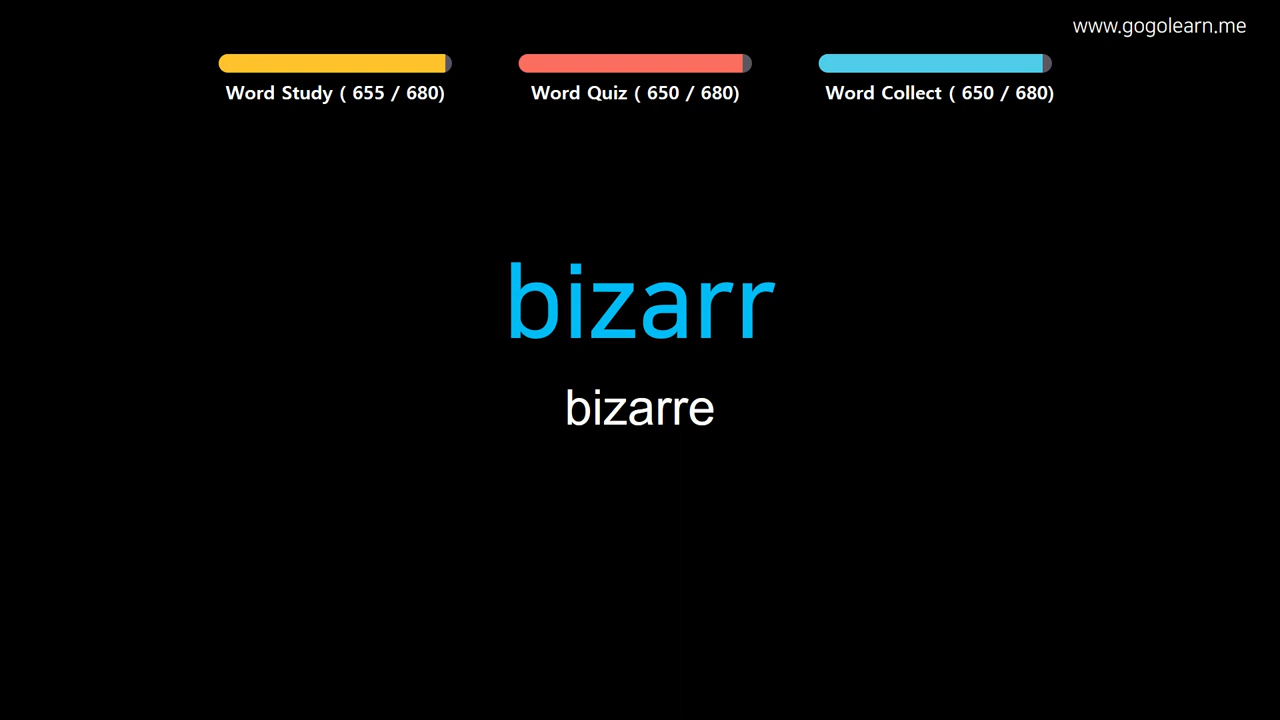 www.gogolearn.me
Word Study ( 655 / 680)
Word Quiz ( 650 / 680)
Word Collect ( 650 / 680)
bizarr
bizarre